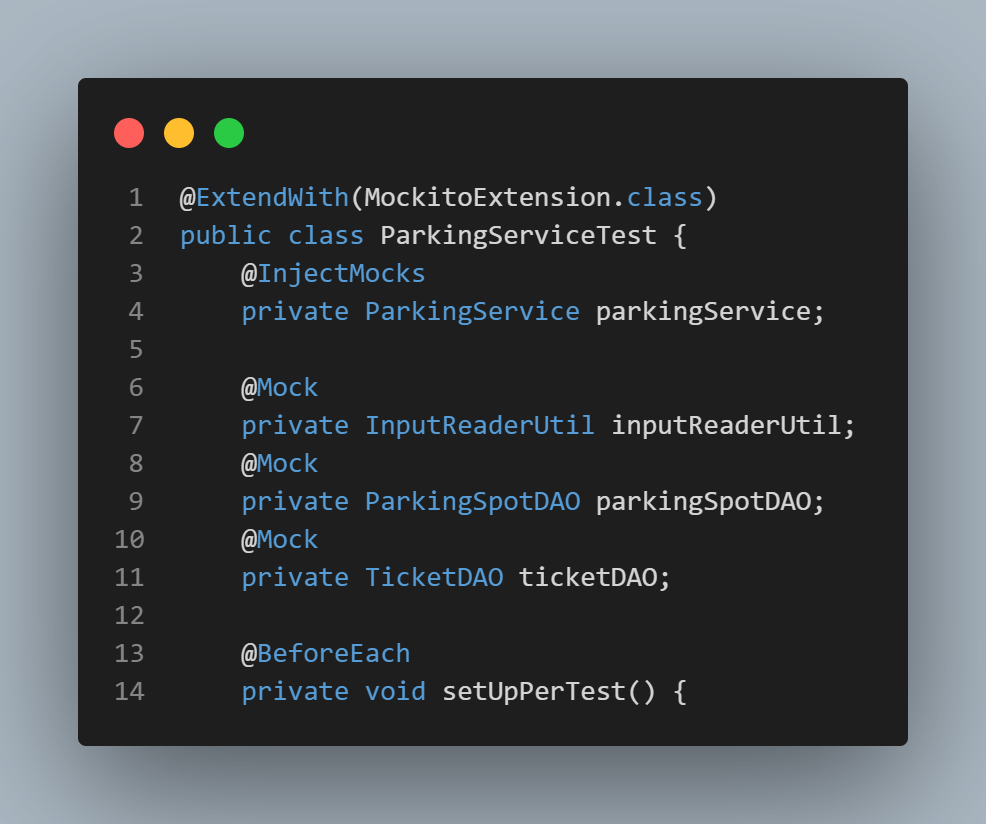 1 @ExtendWith(MockitoExtension.class)
2 public class ParkingServiceTest {
3     @InjectMocks
4     private ParkingService parkingService;
5
6     @Mock
7     private InputReaderUtil inputReaderUtil;
8     @Mock
9     private ParkingSpotDAO parkingSpotDAO;
10     @Mock
11     private TicketDAO ticketDAO;
12
13     @BeforeEach
14     private void setUpPerTest() {